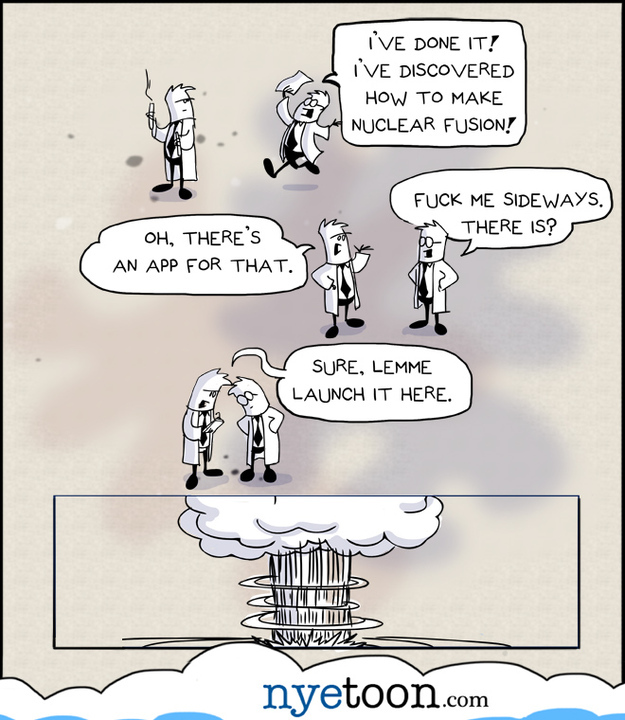 I'VE DONE IT!
I'VE DISCOVERED
HOW TO MAKE
NUCLEAR FUSION!
FUCK ME SIDEWAYS.
THERE IS?
OH, THERE'S
AN APP FOR THAT.
SURE, LEMME
LAUNCH IT HERE.
nyetoon.com